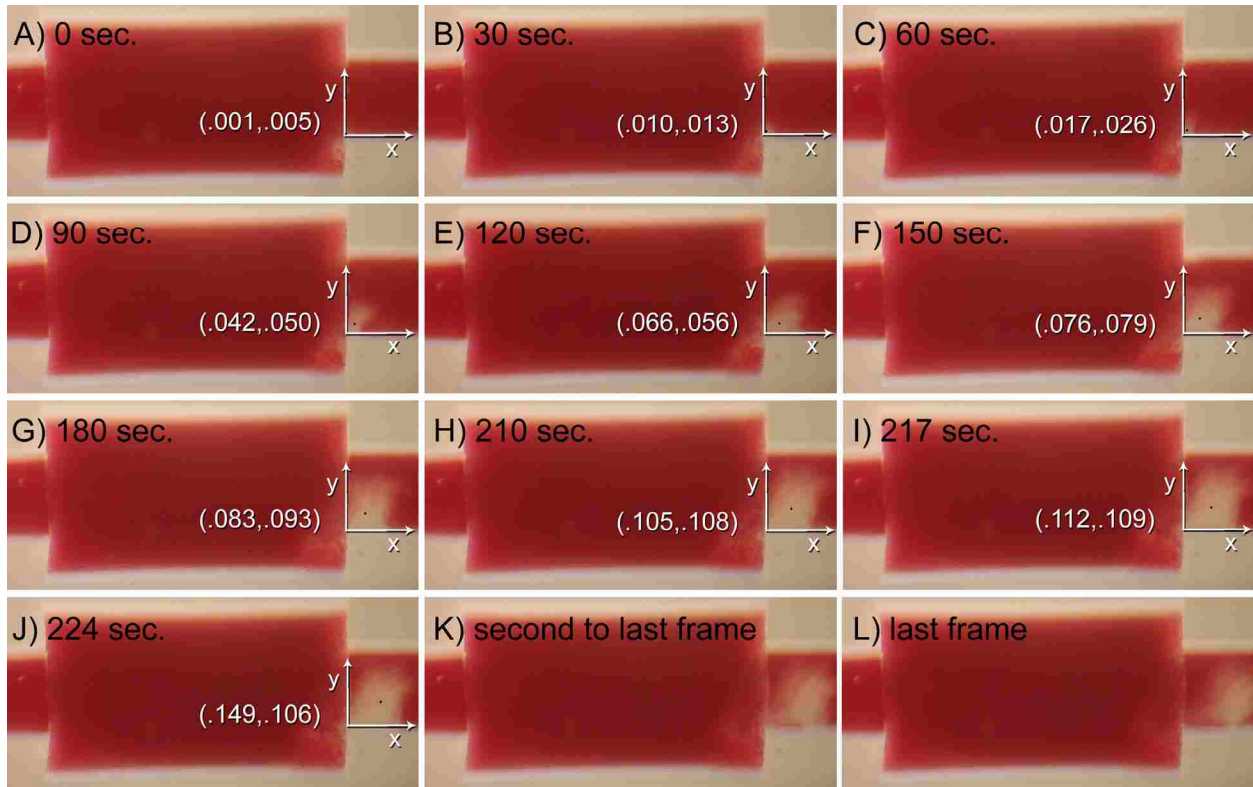 A) 0 sec.
y
(.001,.005)
x
B) 30 sec.
y
(.010,.013)
x
C) 60 sec.
y
(.017,.026)
x
D) 90 sec.
y
(.042,.050)
x
E) 120 sec.
y
(.066,.056)
x
F) 150 sec.
y
(.076,.079)
x
G) 180 sec.
y
(.083,.093)
x
H) 210 sec.
y
(.105,.108)
x
I) 217 sec.
y
(.112,.109)
x
J) 224 sec.
y
(.149,.106)
x
K) second to last frame
L) last frame